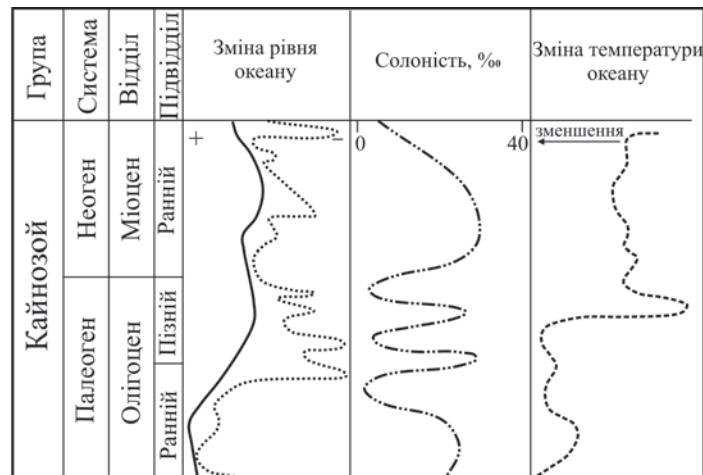 Група
Система
Відділ
Підвідділ
Зміна рівня
океану
Солоність, ‰
Зміна температури
океану
Кайнозой
Неоген
Міоцен
Ранній
Палеоген
Олігоцен
Пізній
Ранній
+
−
0
40
зменшення